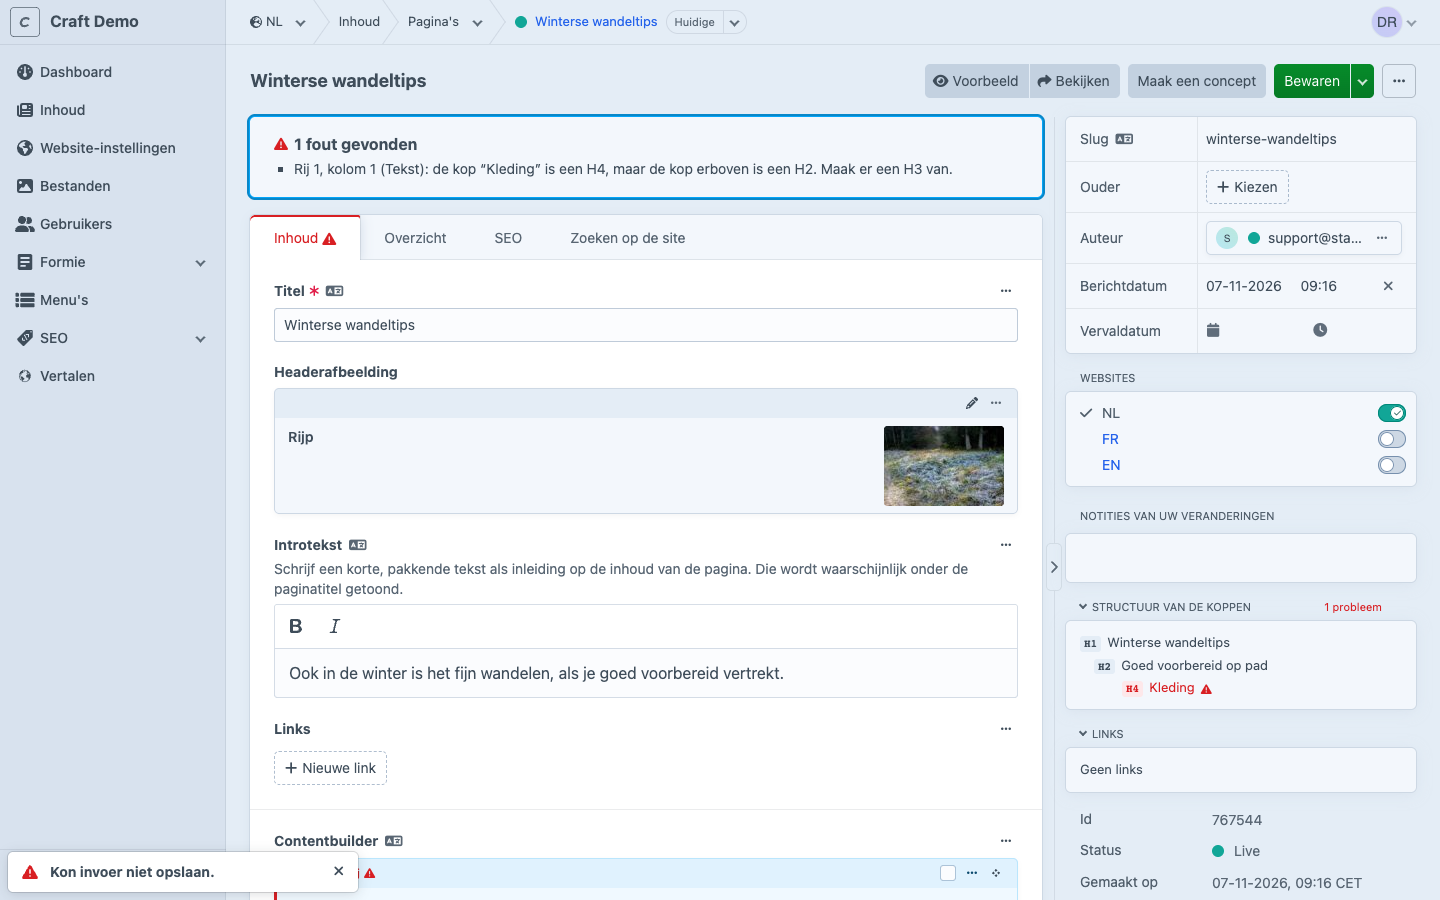 C
Craft Demo
Dashboard
Inhoud
Website-instellingen
Bestanden
Gebruikers
Formie
Menu's
SEO
Vertalen
NL
Inhoud
Pagina's
Winterse wandeltips
Huidige
DR
Winterse wandeltips
Voorbeeld
Bekijken
Maak een concept
Bewaren
1 fout gevonden
Rij 1, kolom 1 (Tekst): de kop “Kleding” is een H4, maar de kop erboven is een H2. Maak er een H3 van.
Inhoud
Overzicht
SEO
Zoeken op de site
Titel
Winterse wandeltips
Headerafbeelding
Rijp
Introtekst
Schrijf een korte, pakkende tekst als inleiding op de inhoud van de pagina. Die wordt waarschijnlijk onder de
paginatitel getoond.
B I
Ook in de winter is het fijn wandelen, als je goed voorbereid vertrekt.
Links
Nieuwe link
Contentbuilder
Kon invoer niet opslaan.
Slug
winterse-wandeltips
Ouder
Kiezen
Auteur
S
support@sta...
Berichtdatum
07-11-2026
09:16
Vervaldatum
WEBSITES
NL
FR
EN
NOTITIES VAN UW VERANDERINGEN
STRUCTUUR VAN DE KOPPEN
1 probleem
H1 Winterse wandeltips
H2 Goed voorbereid op pad
H4 Kleding
LINKS
Geen links
Id
767544
Status
Live
Gemaakt op
07-11-2026, 09:16 CET